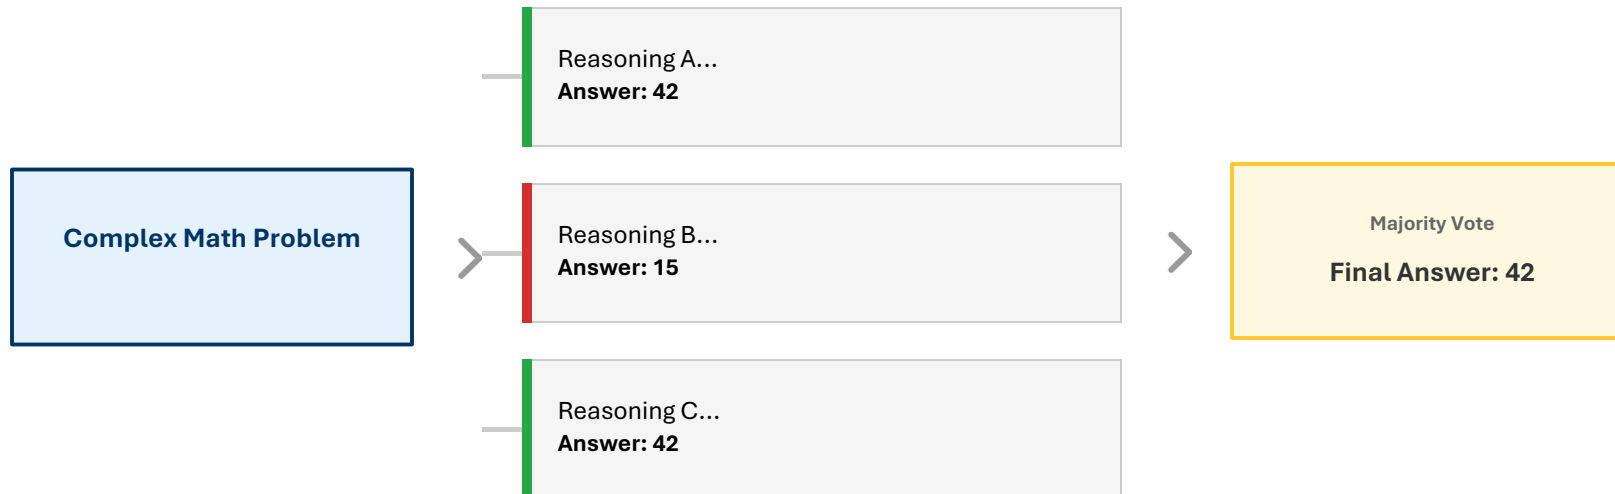 Complex Math Problem
Reasoning A...
Answer: 42
Reasoning B...
Answer: 15
Reasoning C...
Answer: 42
Majority Vote
Final Answer: 42